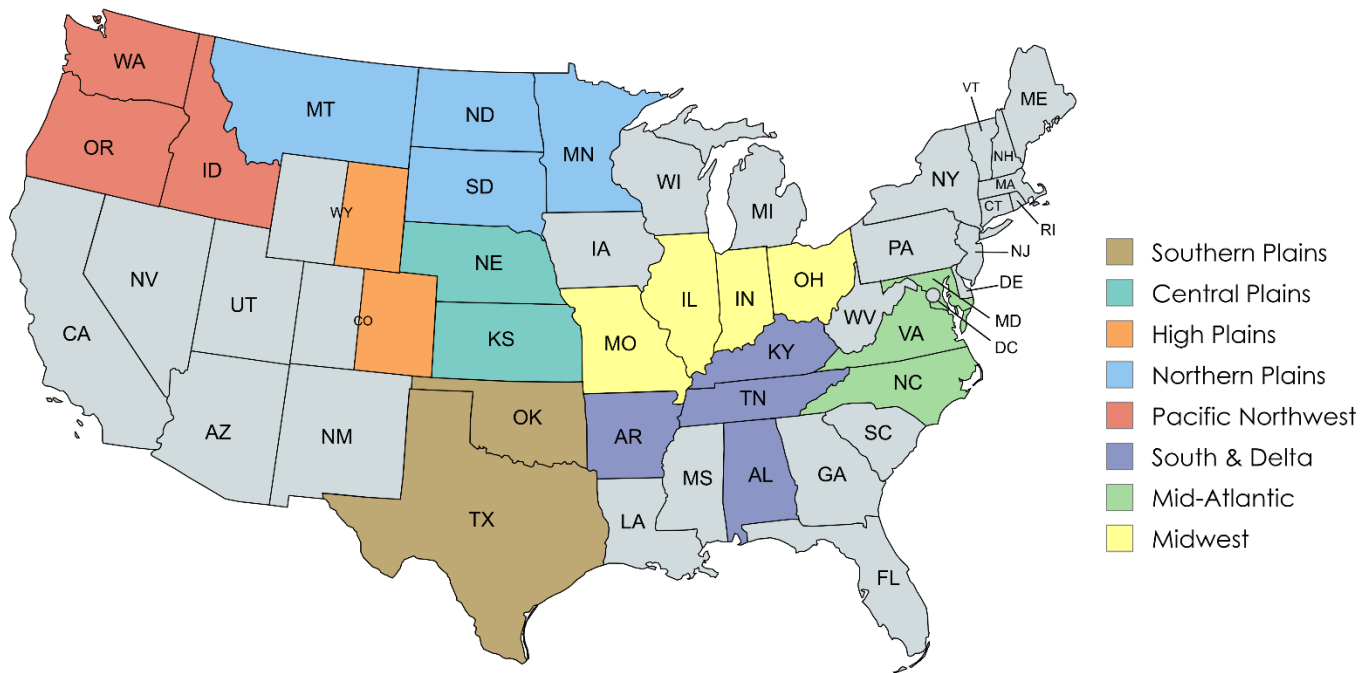 WA
OR
ID
MT
ND
SD
MN
WY
CO
NE
KS
IA
MO
WI
IL
MI
IN
OH
KY
TN
AR
OK
TX
LA
MS
AL
GA
FL
SC
NC
VA
WV
PA
NY
VT
NH
ME
MA
CT
RI
NJ
DE
MD
DC
CA
NV
UT
AZ
NM
Southern Plains
Central Plains
High Plains
Northern Plains
Pacific Northwest
South & Delta
Mid-Atlantic
Midwest